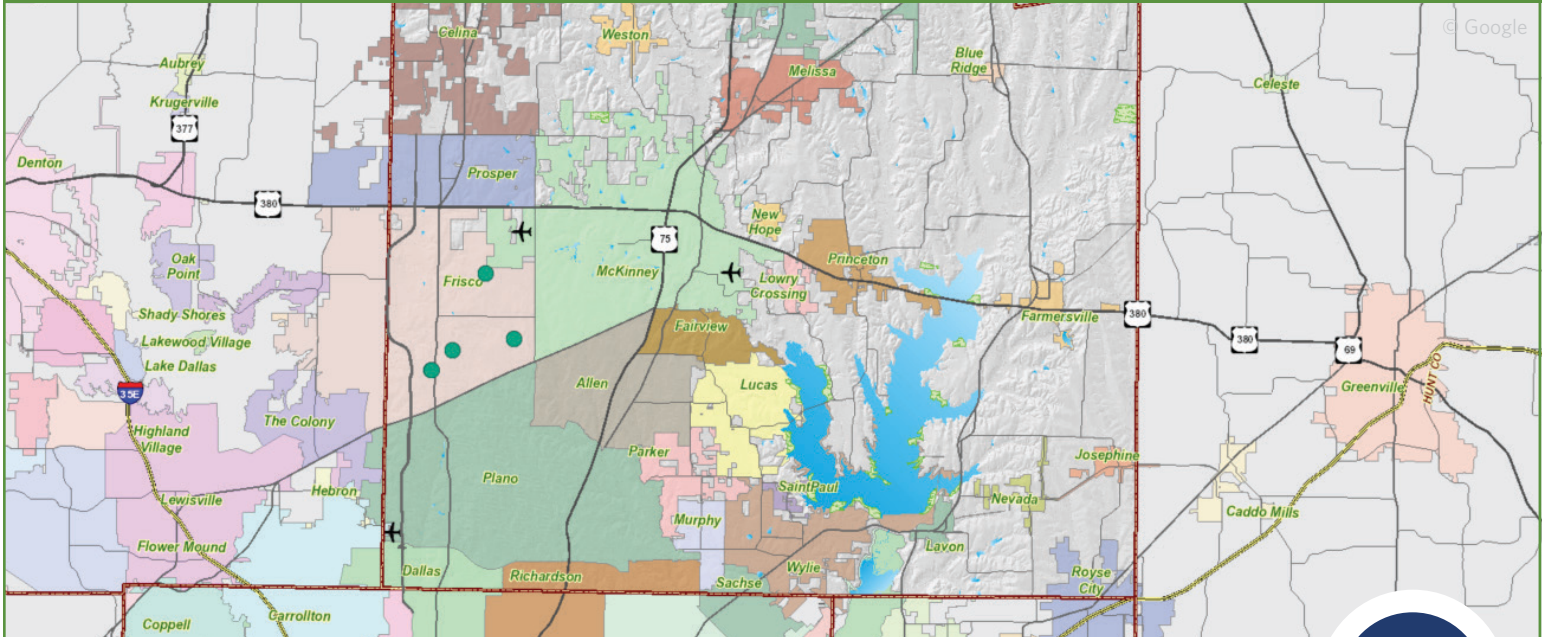 © Google
Celina
Weston
Blue
Ridge
Aubrey
Melissa
Celeste
Krugerville
377
Denton
Prosper
380
New
Hope
75
Oak
Point
Frisco
McKinney
Princeton
Lowry
Crossing
Shady Shores
Farmersville
380
Fairview
Lakewood Village
380
69
Lake Dallas
HUNT CO
35E
Allen
Lucas
Greenville
The Colony
Highland
Village
Parker
Josephine
Plano
SaintPaul
Hebron
Lewisville
Nevada
Caddo Mills
Murphy
Flower Mound
Lavon
Dallas
Richardson
Sachse
Wylie
Royse
City
Coppell
Carrollton